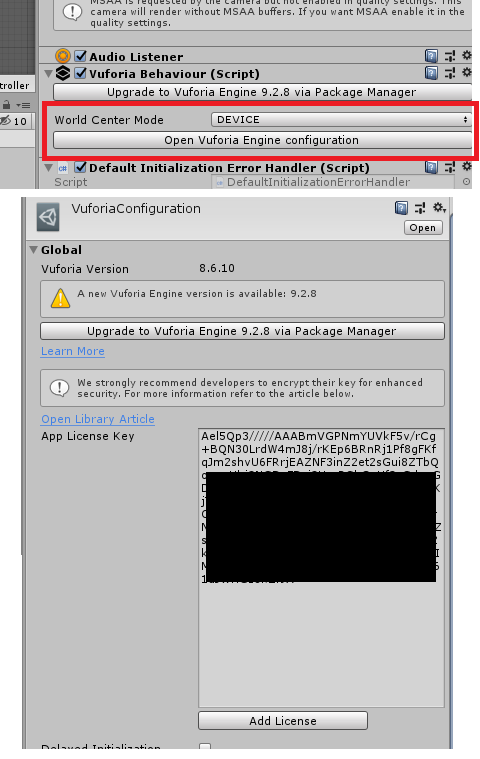 MSAA is requested by the camera but not enabled in quality settings. This
camera will render without MSAA buffers. If you want MSAA enable it in the
quality settings.
Audio Listener
Vuforia Behaviour (Script)
Upgrade to Vuforia Engine 9.2.8 via Package Manager
troller
10
World Center Mode
DEVICE
Open Vuforia Engine configuration
Default Initialization Error Handler (Script)
Script
DefaultInitializationErrorHandler
VuforiaConfiguration
Open
Global
Vuforia Version
8.6.10
A new Vuforia Engine version is available: 9.2.8
Upgrade to Vuforia Engine 9.2.8 via Package Manager
Learn More
We strongly recommend developers to encrypt their key for enhanced
security. For more information refer to the article below.
Open Library Article
App License Key
Ael5Qp3/////AAABmVGPNmYUVkF5v/rCg
+BQN30LrdW4mJ8j/rKEp6BRnRj1Pf8gFKf
qJm2shvU6FRrjEAZNF3inZ2et2sGui8ZTbQ
Add License
Delayed Initialization